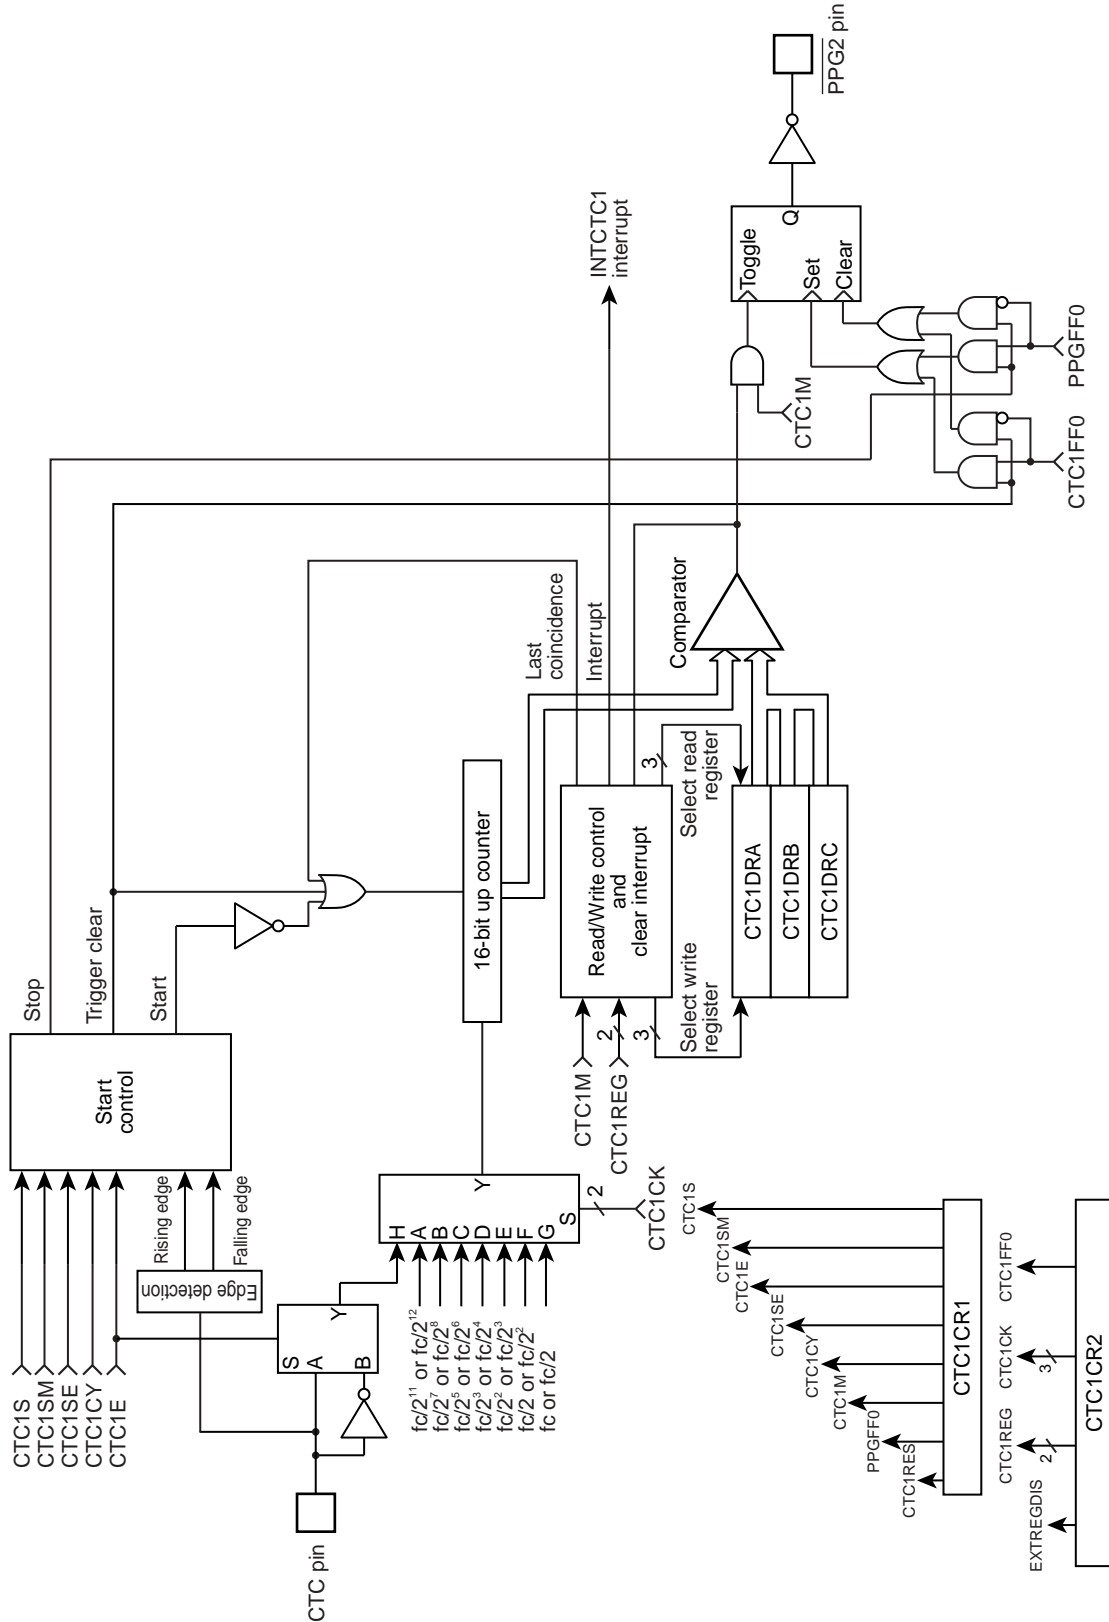 CTC1S
CTC1SM
CTC1SE
CTC1CY
CTC1E
CTC pin
Edge detection
Rising edge
Falling edge
Start
control
Stop
Trigger clear
Start
S
A
B
Y
H
A
B
C
D
E
F
G
S
Y
fc/2¹¹ or fc/2¹²
fc/2⁷ or fc/2⁸
fc/2⁵ or fc/2⁶
fc/2³ or fc/2⁴
fc/2² or fc/2³
fc/2 or fc/2²
fc or fc/2
2
CTC1CK
16-bit up counter
CTC1M
CTC1REG
2
3
Select write
register
Read/Write control
and
clear interrupt
Last
coincidence
Interrupt
3
Select read
register
CTC1DRA
CTC1DRB
CTC1DRC
Comparator
INTCTC1
interrupt
CTC1M
Toggle
Set
Clear
Q
PPG2 pin
PPGFF0
CTC1FF0
CTC1S
CTC1SM
CTC1E
CTC1SE
CTC1CY
CTC1M
PPGFF0
CTC1RES
CTC1CR1
CTC1FF0
CTC1CK
3
CTC1REG
2
EXTREGDIS
CTC1CR2